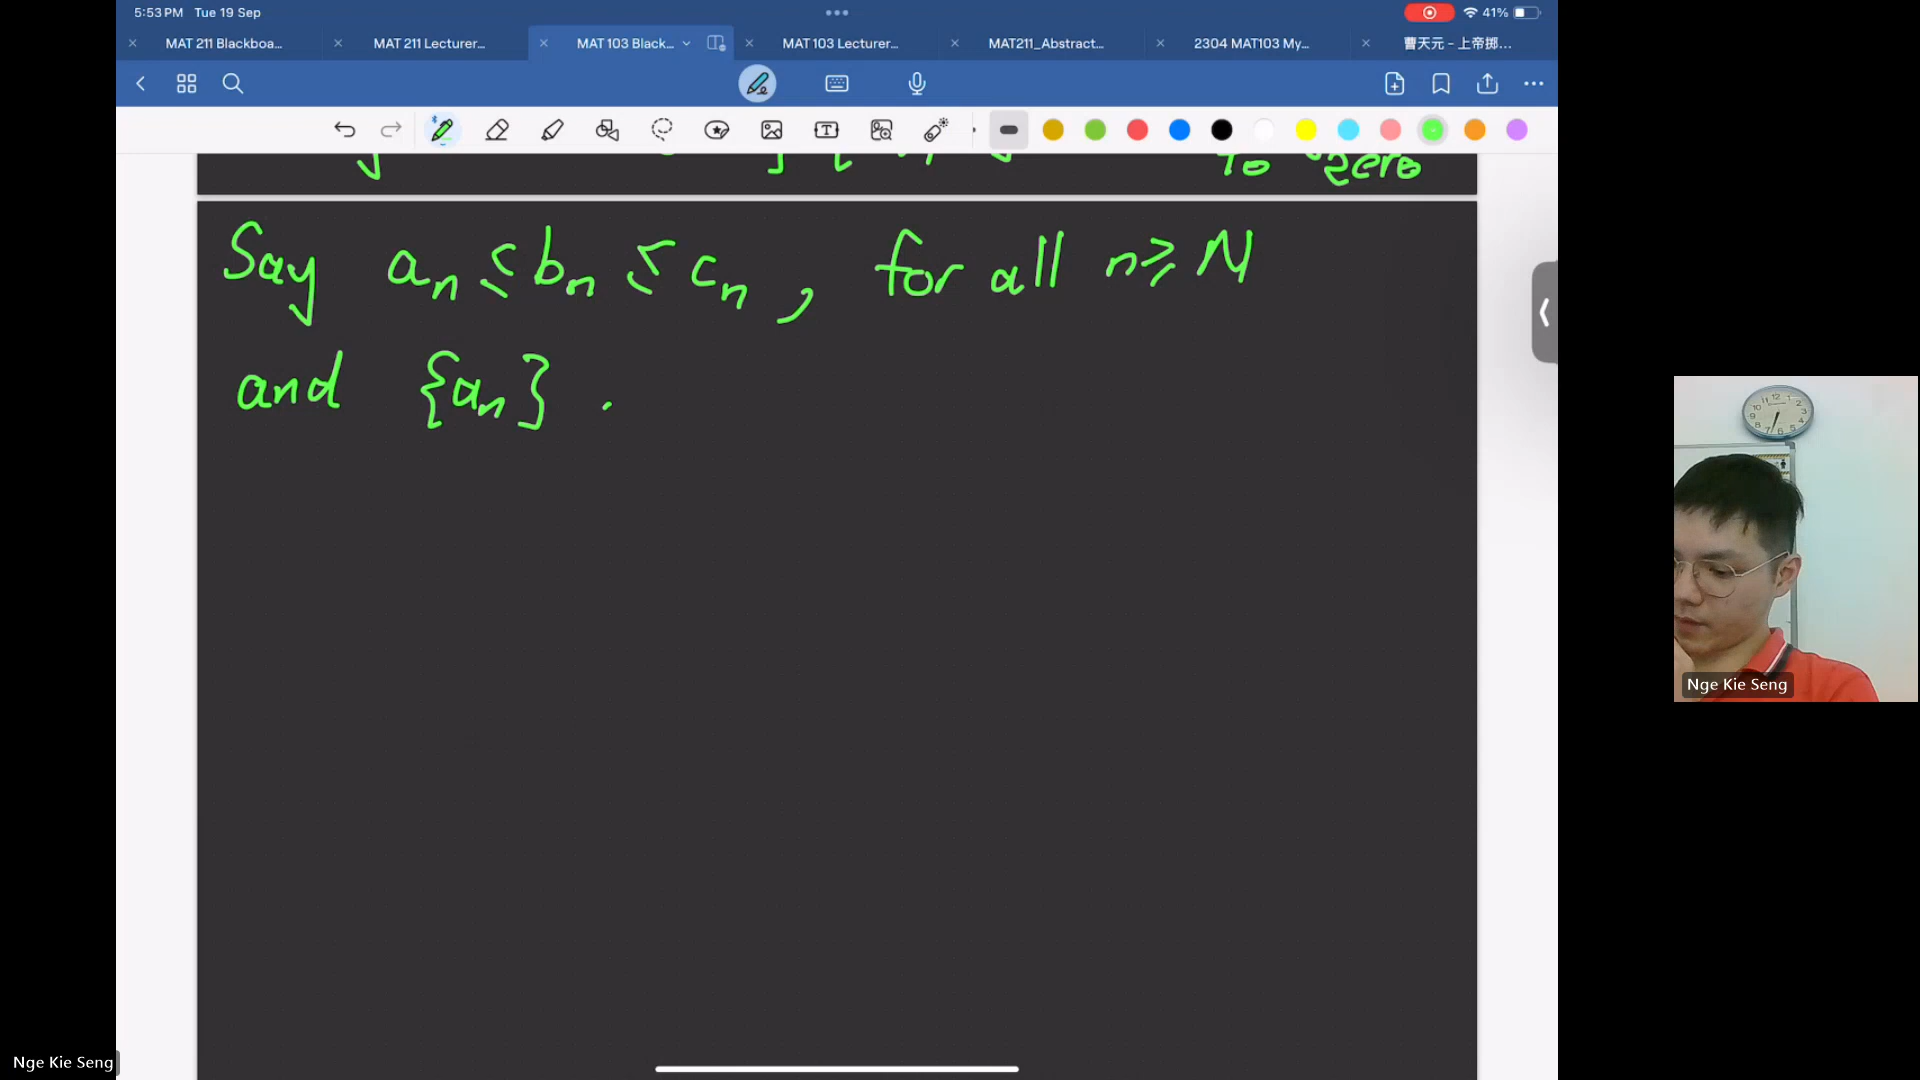 5:53 PM Tue 19 Sep
41%
MAT 211 Blackboa...
MAT 211 Lecturer...
MAT 103 Black...
MAT 103 Lecturer...
MAT211_Abstract...
2304 MAT103 My...
曹天元 - 上帝掷...
to zero
Say aₙ ≤ bₙ ≤ cₙ, for all n ≥ N
and {aₙ} .
Nge Kie Seng
Nge Kie Seng